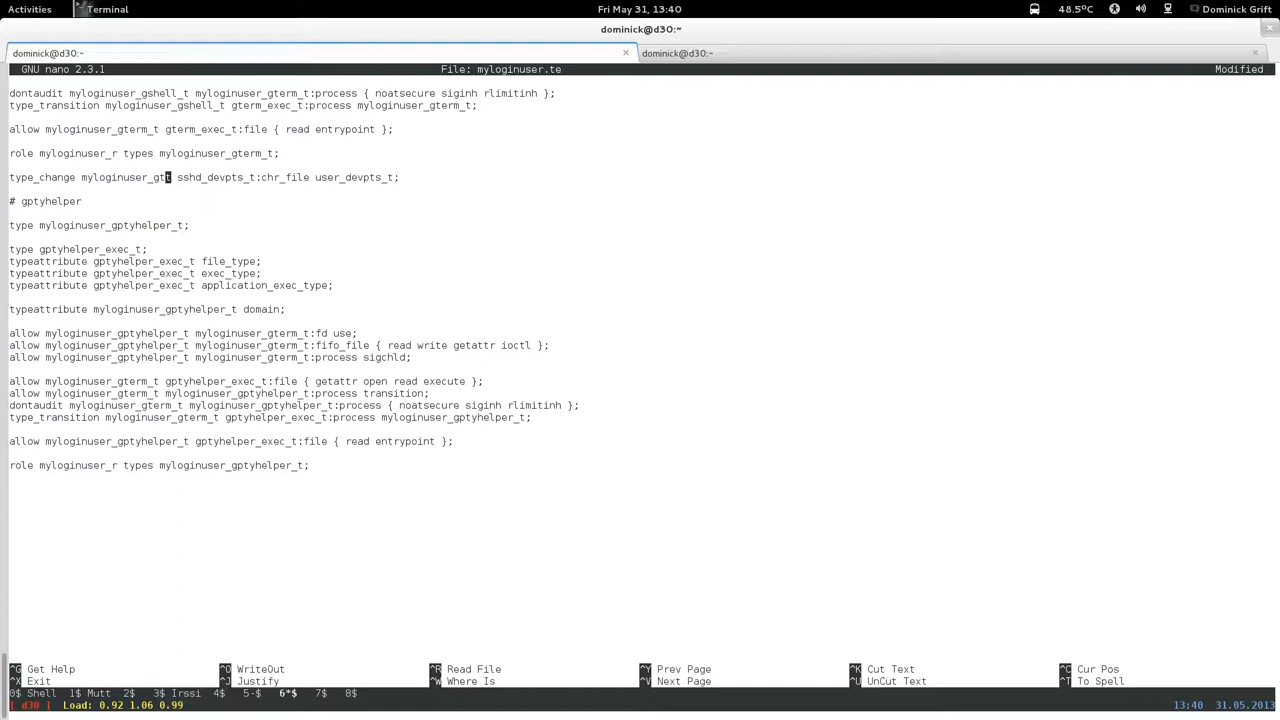 Activities Terminal Fri May 31, 13:40 48.5°C Dominick Grift
dominick@d30:~
dominick@d30:~ dominick@d30:~
GNU nano 2.3.1 File: myloginuser.te Modified
dontaudit myloginuser_gshell_t myloginuser_gterm_t:process { noatsecure siginh rlimitinh };
type_transition myloginuser_gshell_t gterm_exec_t:process myloginuser_gterm_t;
allow myloginuser_gterm_t gterm_exec_t:file { read entrypoint };
role myloginuser_r types myloginuser_gterm_t;
type_change myloginuser_gtt sshd_devpts_t:chr_file user_devpts_t;
# gptyhelper
type myloginuser_gptyhelper_t;
type gptyhelper_exec_t;
typeattribute gptyhelper_exec_t file_type;
typeattribute gptyhelper_exec_t exec_type;
typeattribute gptyhelper_exec_t application_exec_type;
typeattribute myloginuser_gptyhelper_t domain;
allow myloginuser_gptyhelper_t myloginuser_gterm_t:fd use;
allow myloginuser_gptyhelper_t myloginuser_gterm_t:fifo_file { read write getattr ioctl };
allow myloginuser_gptyhelper_t myloginuser_gterm_t:process sigchld;
allow myloginuser_gterm_t gptyhelper_exec_t:file { getattr open read execute };
allow myloginuser_gterm_t myloginuser_gptyhelper_t:process transition;
dontaudit myloginuser_gterm_t myloginuser_gptyhelper_t:process { noatsecure siginh rlimitinh };
type_transition myloginuser_gterm_t gptyhelper_exec_t:process myloginuser_gptyhelper_t;
allow myloginuser_gptyhelper_t gptyhelper_exec_t:file { read entrypoint };
role myloginuser_r types myloginuser_gptyhelper_t;
^G Get Help ^O WriteOut ^R Read File ^Y Prev Page ^K Cut Text ^C Cur Pos
^X Exit ^J Justify ^W Where Is ^V Next Page ^U UnCut Text ^T To Spell
0$ Shell 1$ Mutt 2$ 3$ Irssi 4$ 5-$ 6*$ 7$ 8$
[ d30 ] Load: 0.92 1.06 0.99 13:40 31.05.2013